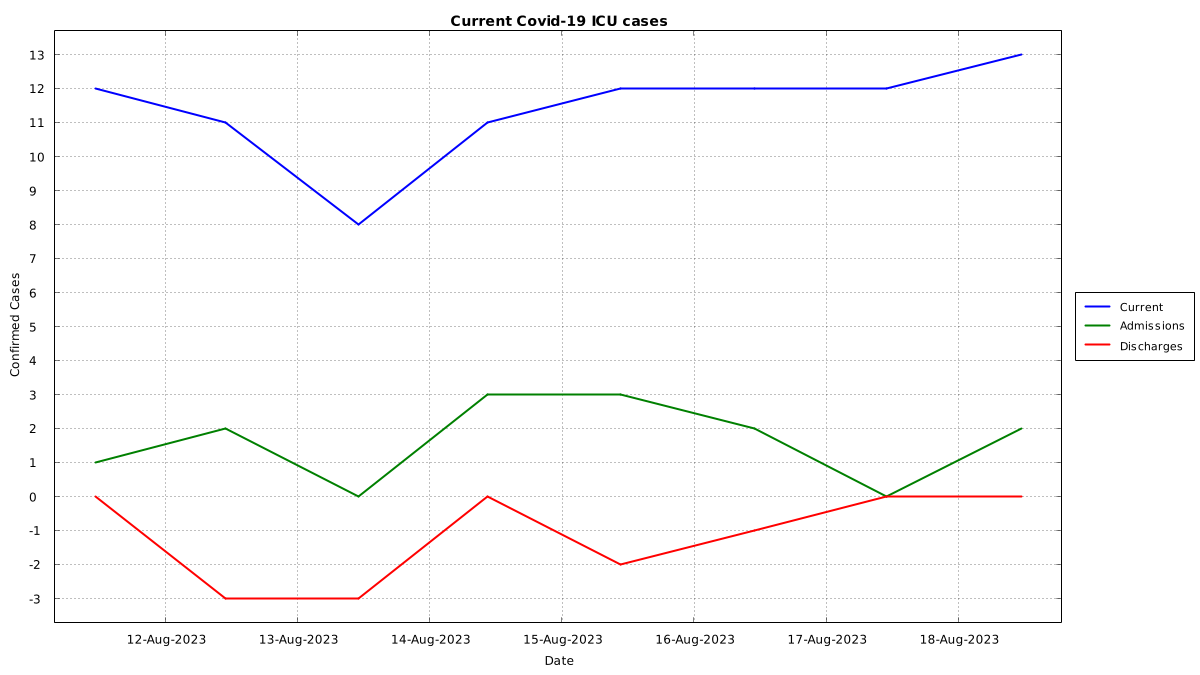 Current Covid-19 ICU cases
13
12
11
10
9
8
7
6
5
4
3
2
1
0
-1
-2
-3
Confirmed Cases
12-Aug-2023
13-Aug-2023
14-Aug-2023
15-Aug-2023
16-Aug-2023
17-Aug-2023
18-Aug-2023
Date
Current
Admissions
Discharges